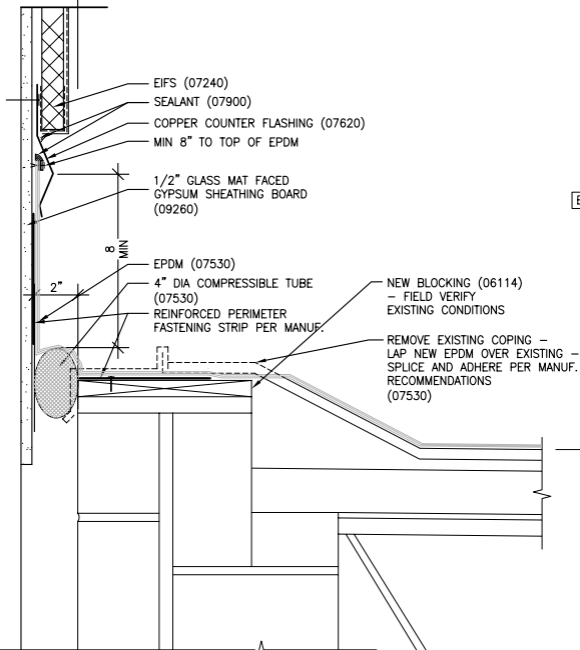 EIFS (07240)
SEALANT (07900)
COPPER COUNTER FLASHING (07620)
MIN 8" TO TOP OF EPDM
1/2" GLASS MAT FACED
GYPSUM SHEATHING BOARD
(09260)
8
MIN
EPDM (07530)
2"
4" DIA COMPRESSIBLE TUBE
(07530)
REINFORCED PERIMETER
FASTENING STRIP PER MANUF.
NEW BLOCKING (06114)
- FIELD VERIFY
EXISTING CONDITIONS
REMOVE EXISTING COPING -
LAP NEW EPDM OVER EXISTING -
SPLICE AND ADHERE PER MANUF.
RECOMMENDATIONS
(07530)